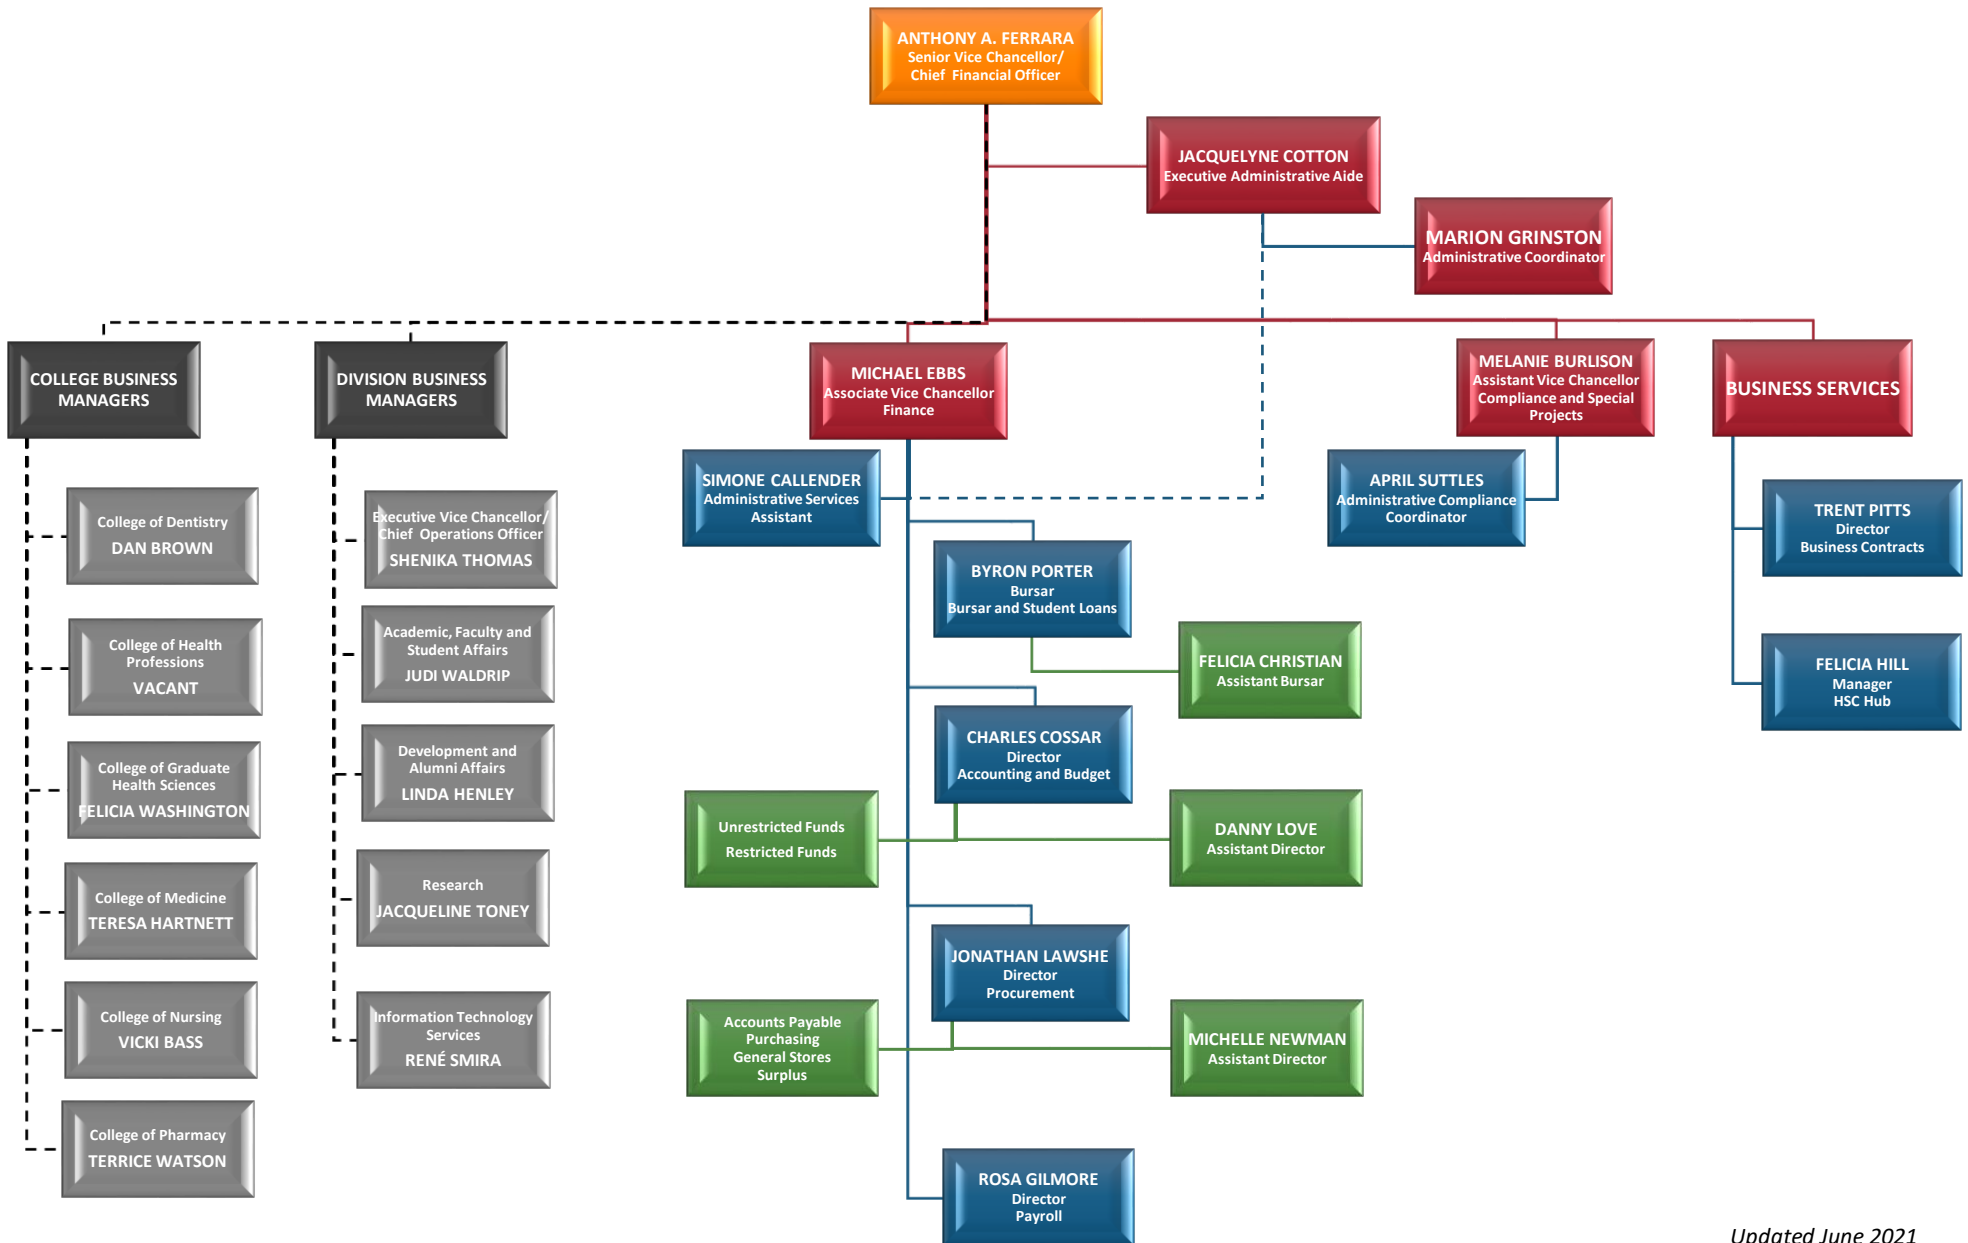 ANTHONY A. FERRARA
Senior Vice Chancellor/
Chief Financial Officer
JACQUELYNE COTTON
Executive Administrative Aide
MARION GRINSTON
Administrative Coordinator
COLLEGE BUSINESS
MANAGERS
College of Dentistry
DAN BROWN
College of Health
Professions
VACANT
College of Graduate
Health Sciences
FELICIA WASHINGTON
College of Medicine
TERESA HARTNETT
College of Nursing
VICKI BASS
College of Pharmacy
TERRICE WATSON
DIVISION BUSINESS
MANAGERS
Executive Vice Chancellor/
Chief Operations Officer
SHENIKA THOMAS
Academic, Faculty and
Student Affairs
JUDI WALDRIP
Development and
Alumni Affairs
LINDA HENLEY
Research
JACQUELINE TONEY
Information Technology
Services
RENÉ SMIRA
MICHAEL EBBS
Associate Vice Chancellor
Finance
SIMONE CALLENDER
Administrative Services
Assistant
BYRON PORTER
Bursar
Bursar and Student Loans
FELICIA CHRISTIAN
Assistant Bursar
CHARLES COSSAR
Director
Accounting and Budget
Unrestricted Funds
Restricted Funds
DANNY LOVE
Assistant Director
JONATHAN LAWSHE
Director
Procurement
Accounts Payable
Purchasing
General Stores
Surplus
MICHELLE NEWMAN
Assistant Director
ROSA GILMORE
Director
Payroll
MELANIE BURLISON
Assistant Vice Chancellor
Compliance and Special
Projects
APRIL SUTTLES
Administrative Compliance
Coordinator
BUSINESS SERVICES
TRENT PITTS
Director
Business Contracts
FELICIA HILL
Manager
HSC Hub
Updated June 2021